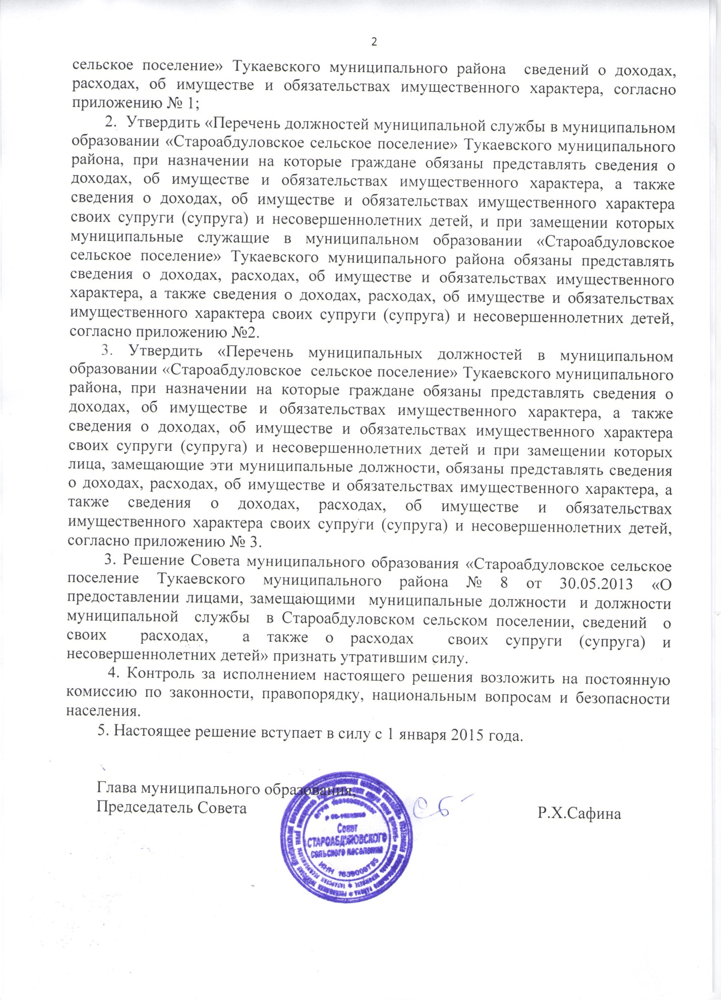 2
сельское поселение» Тукаевского муниципального района сведений о доходах,
расходах, об имуществе и обязательствах имущественного характера, согласно
приложению № 1;
2. Утвердить «Перечень должностей муниципальной службы в муниципальном
образовании «Староабдуловское сельское поселение» Тукаевского муниципального
района, при назначении на которые граждане обязаны представлять сведения о
доходах, об имуществе и обязательствах имущественного характера, а также
сведения о доходах, об имуществе и обязательствах имущественного характера
своих супруги (супруга) и несовершеннолетних детей, и при замещении которых
муниципальные служащие в муниципальном образовании «Староабдуловское
сельское поселение» Тукаевского муниципального района обязаны представлять
сведения о доходах, расходах, об имуществе и обязательствах имущественного
характера, а также сведения о доходах, расходах, об имуществе и обязательствах
имущественного характера своих супруги (супруга) и несовершеннолетних детей,
согласно приложению №2.
3. Утвердить «Перечень муниципальных должностей в муниципальном
образовании «Староабдуловское сельское поселение» Тукаевского муниципального
района, при назначении на которые граждане обязаны представлять сведения о
доходах, об имуществе и обязательствах имущественного характера, а также
сведения о доходах, об имуществе и обязательствах имущественного характера
своих супруги (супруга) и несовершеннолетних детей и при замещении которых
лица, замещающие эти муниципальные должности, обязаны представлять сведения
о доходах, расходах, об имуществе и обязательствах имущественного характера, а
также сведения о доходах, расходах, об имуществе и обязательствах
имущественного характера своих супруги (супруга) и несовершеннолетних детей,
согласно приложению № 3.
3. Решение Совета муниципального образования «Староабдуловское сельское
поселение Тукаевского муниципального района № 8 от 30.05.2013 «О
предоставлении лицами, замещающими муниципальные должности и должности
муниципальной службы в Староабдуловском сельском поселении, сведений о
своих расходах, а также о расходах своих супруги (супруга) и
несовершеннолетних детей» признать утратившим силу.
4. Контроль за исполнением настоящего решения возложить на постоянную
комиссию по законности, правопорядку, национальным вопросам и безопасности
населения.
5. Настоящее решение вступает в силу с 1 января 2015 года.
Глава муниципального образования,
Председатель Совета
Р.Х.Сафина
Совет
СТАРОАБДУЛОВСКОГО
сельского поселения
ИНН